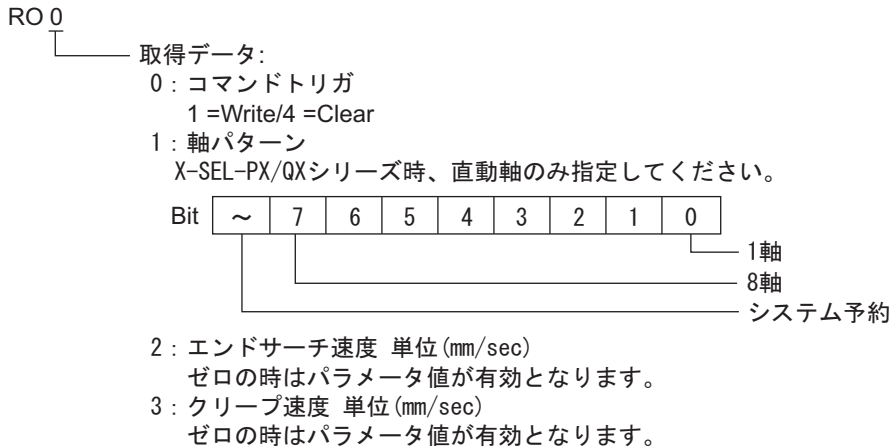 RO 0
取得データ:
0：コマンドトリガ
1 =Write/4 =Clear
1：軸パターン
X-SEL-PX/QXシリーズ時、直動軸のみ指定してください。
Bit ～ 7 6 5 4 3 2 1 0
1軸
8軸
システム予約
2：エンドサーチ速度 単位(mm/sec)
ゼロの時はパラメータ値が有効となります。
3：クリープ速度 単位(mm/sec)
ゼロの時はパラメータ値が有効となります。